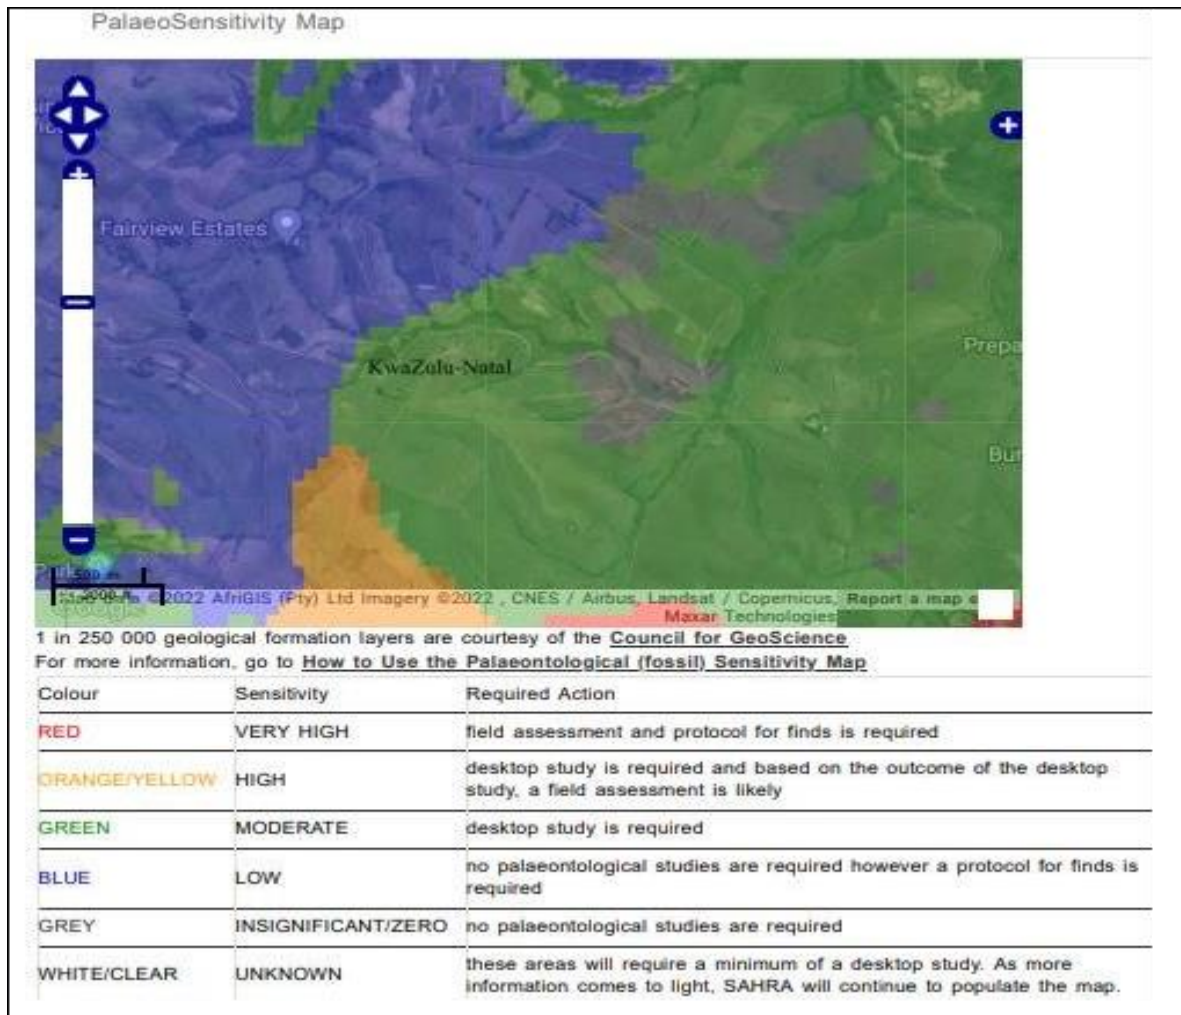 PalaeoSensitivity Map
Fairview Estates
KwaZulu-Natal
Prepa
Bur
Park
500 m
2000 m
©2022 AfriGIS (Pty) Ltd Imagery ©2022 , CNES / Airbus, Landsat / Copernicus, Report a map e
Maxar Technologies
1 in 250 000 geological formation layers are courtesy of the Council for GeoScience
For more information, go to How to Use the Palaeontological (fossil) Sensitivity Map
Colour Sensitivity Required Action
RED VERY HIGH field assessment and protocol for finds is required
ORANGE/YELLOW HIGH desktop study is required and based on the outcome of the desktop
study, a field assessment is likely
GREEN MODERATE desktop study is required
BLUE LOW no palaeontological studies are required however a protocol for finds is
required
GREY INSIGNIFICANT/ZERO no palaeontological studies are required
WHITE/CLEAR UNKNOWN these areas will require a minimum of a desktop study. As more
information comes to light, SAHRA will continue to populate the map.